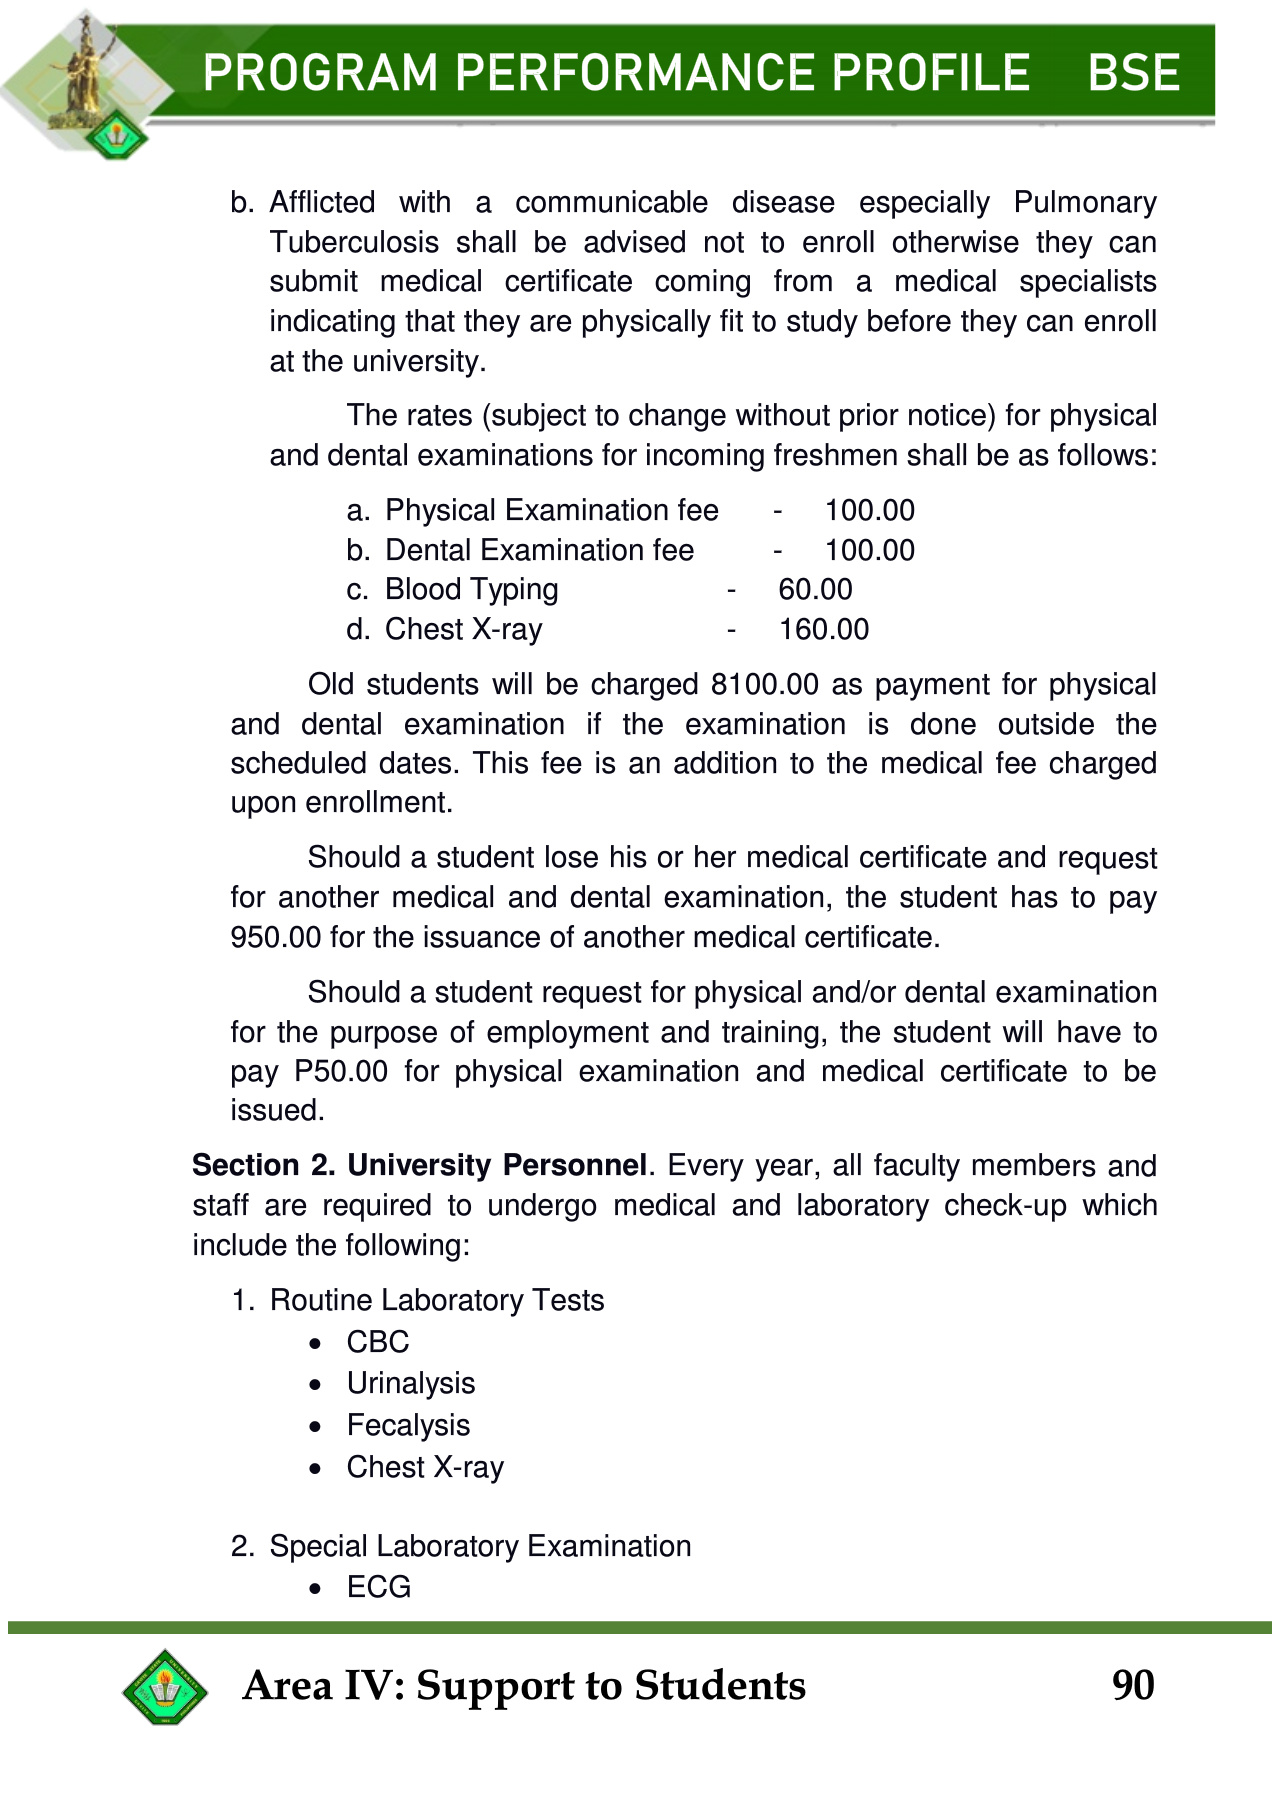 PROGRAM PERFORMANCE PROFILE BSE
b. Afflicted with a communicable disease especially Pulmonary
Tuberculosis shall be advised not to enroll otherwise they can
submit medical certificate coming from a medical specialists
indicating that they are physically fit to study before they can enroll
at the university.
The rates (subject to change without prior notice) for physical
and dental examinations for incoming freshmen shall be as follows:
a. Physical Examination fee - 100.00
b. Dental Examination fee - 100.00
c. Blood Typing - 60.00
d. Chest X-ray - 160.00
Old students will be charged 8100.00 as payment for physical
and dental examination if the examination is done outside the
scheduled dates. This fee is an addition to the medical fee charged
upon enrollment.
Should a student lose his or her medical certificate and request
for another medical and dental examination, the student has to pay
950.00 for the issuance of another medical certificate.
Should a student request for physical and/or dental examination
for the purpose of employment and training, the student will have to
pay P50.00 for physical examination and medical certificate to be
issued.
Section 2. University Personnel. Every year, all faculty members and
staff are required to undergo medical and laboratory check-up which
include the following:
1. Routine Laboratory Tests
• CBC
• Urinalysis
• Fecalysis
• Chest X-ray
2. Special Laboratory Examination
• ECG
Area IV: Support to Students 90